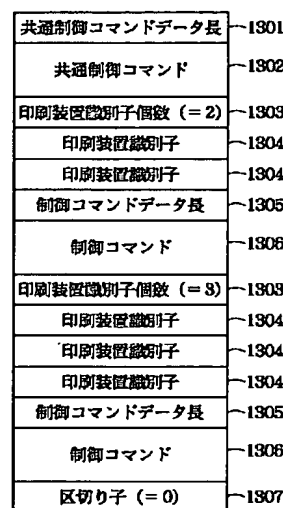 共通制御コマンドデータ長 1301
共通制御コマンド 1302
印刷装置識別子個数 (=2) 1303
印刷装置識別子 1304
印刷装置識別子 1304
制御コマンドデータ長 1305
制御コマンド 1306
印刷装置識別子個数 (=3) 1303
印刷装置識別子 1304
印刷装置識別子 1304
印刷装置識別子 1304
制御コマンドデータ長 1305
制御コマンド 1306
区切り子 (=0) 1307